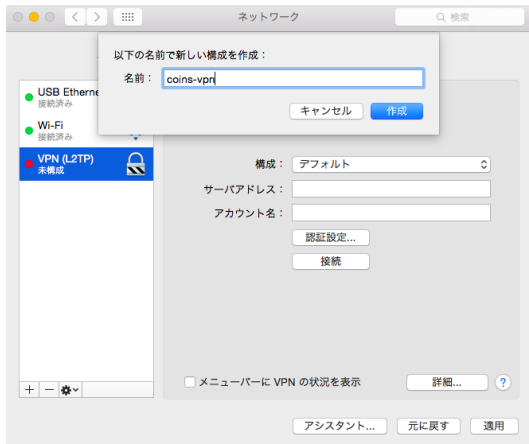 ネットワーク
検索
以下の名前で新しい構成を作成：
名前： coins-vpn
キャンセル 作成
USB Etherne
接続済み
Wi-Fi
接続済み
VPN (L2TP)
未構成
構成： デフォルト
サーバアドレス：
アカウント名：
認証設定...
接続
メニューバーに VPN の状況を表示
詳細... ?
アシスタント... 元に戻す 適用